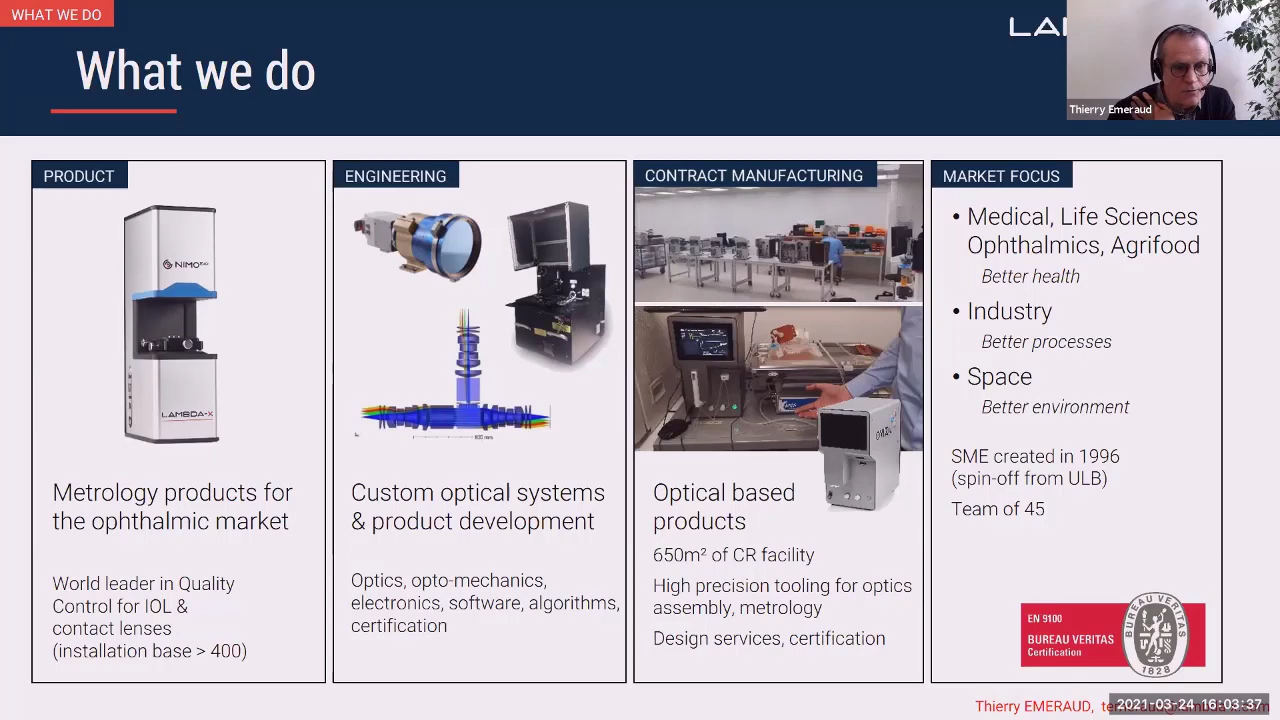 WHAT WE DO
What we do
Thierry Emeraud
PRODUCT
NIMO
LAMBDA-X
Metrology products for
the ophthalmic market
World leader in Quality
Control for IOL &
contact lenses
(installation base > 400)
ENGINEERING
Custom optical systems
& product development
Optics, opto-mechanics,
electronics, software, algorithms,
certification
CONTRACT MANUFACTURING
Optical based
products
650m² of CR facility
High precision tooling for optics
assembly, metrology
Design services, certification
MARKET FOCUS
• Medical, Life Sciences
Ophthalmics, Agrifood
Better health
• Industry
Better processes
• Space
Better environment
SME created in 1996
(spin-off from ULB)
Team of 45
EN 9100
BUREAU VERITAS
Certification
BUREAU VERITAS
1828
Thierry EMERAUD,
2021-03-24 16:03:37